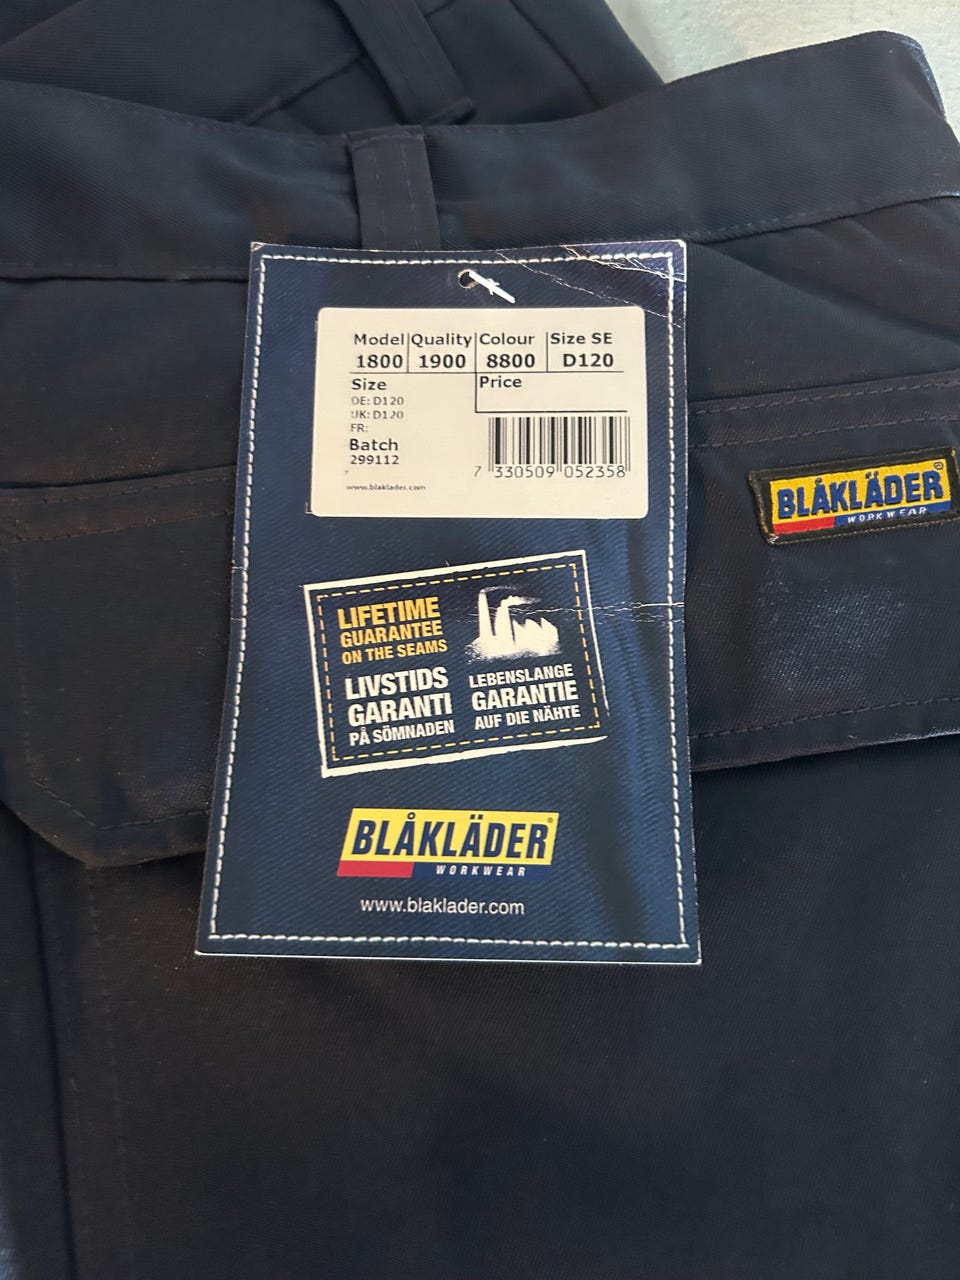 Model Quality Colour Size SE
1800 1900 8800 D120
Size Price
DE: D120
UK: D120
FR:
Batch
299112
7 330509 052358
www.blaklader.com
BLÅKLÄDER®
WORKWEAR
LIFETIME
GUARANTEE
ON THE SEAMS
LIVSTIDS
GARANTI
PÅ SÖMNADEN
LEBENSLANGE
GARANTIE
AUF DIE NÄHTE
BLÅKLÄDER®
WORKWEAR
www.blaklader.com